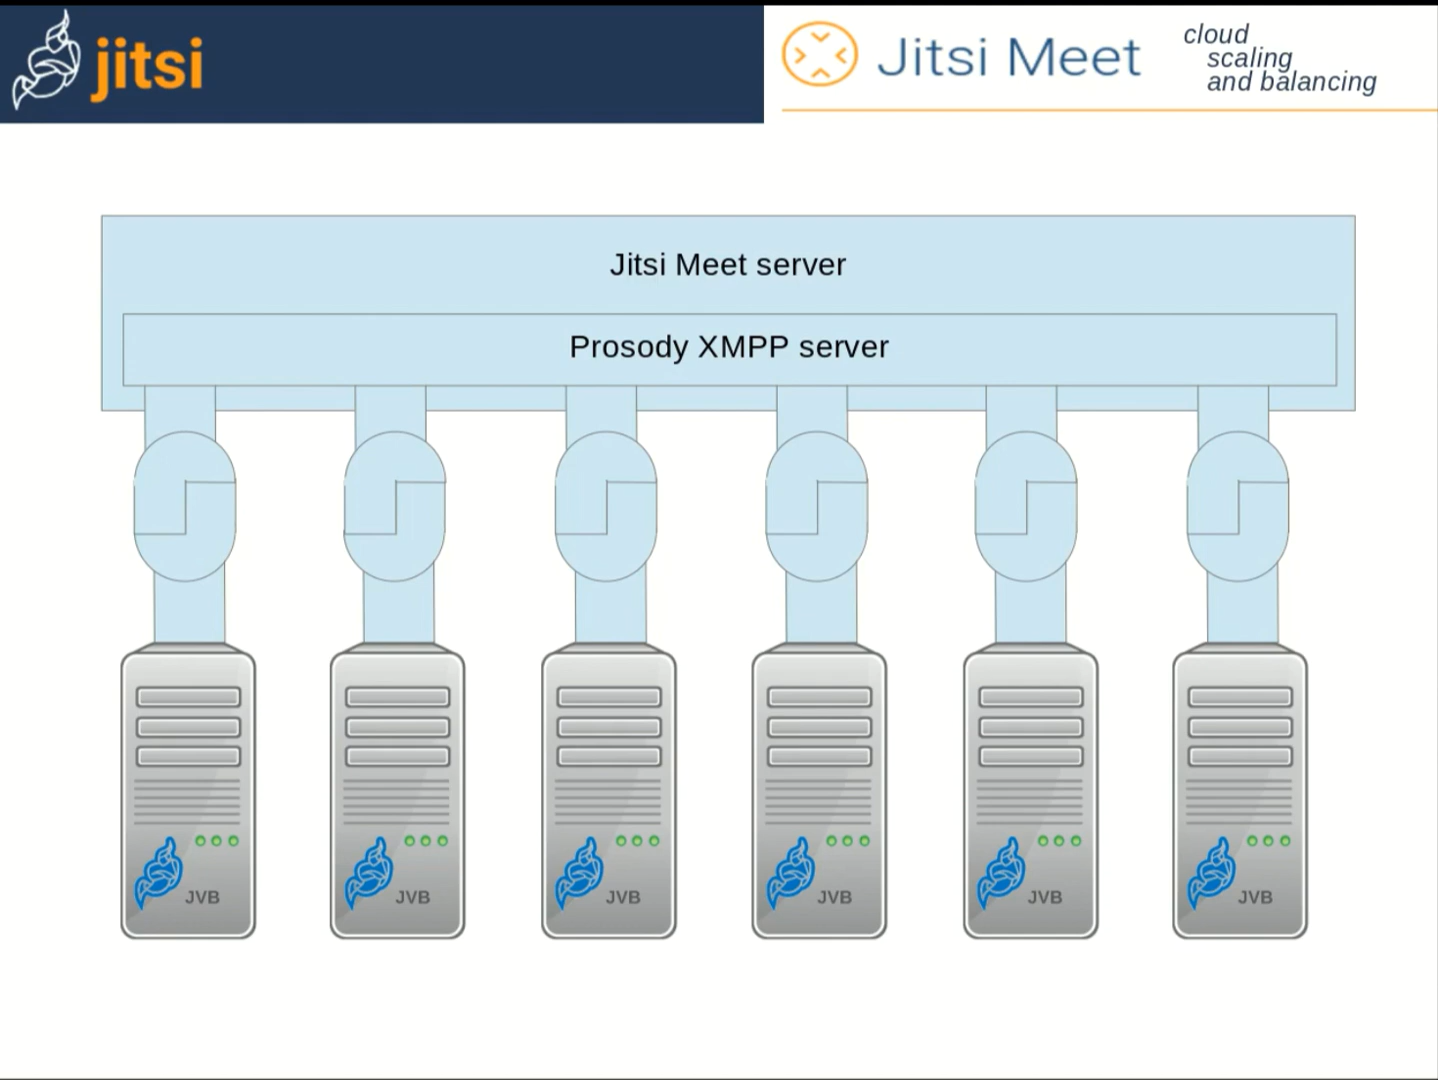 jitsi
Jitsi Meet
cloud
scaling
and balancing
Jitsi Meet server
Prosody XMPP server
JVB
JVB
JVB
JVB
JVB
JVB